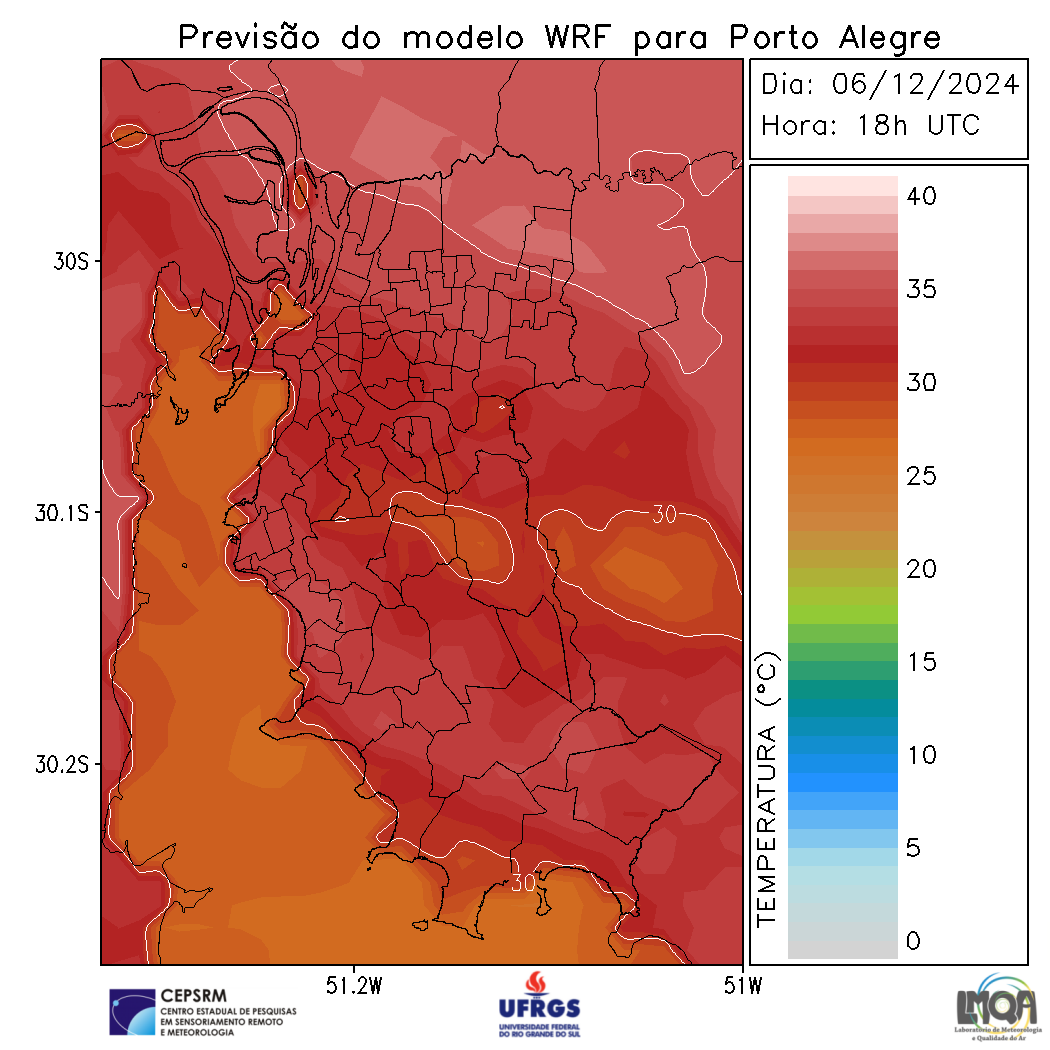 Previsão do modelo WRF para Porto Alegre
Dia: 06/12/2024
Hora: 18h UTC
30S
30.1S
30.2S
51.2W
51W
30
30
TEMPERATURA (°C)
40
35
30
25
20
15
10
5
0
CEPSRM
CENTRO ESTADUAL DE PESQUISAS
EM SENSORIAMENTO REMOTO
E METEOROLOGIA
UFRGS
UNIVERSIDADE FEDERAL
DO RIO GRANDE DO SUL
LMQA
Laboratório de Meteorologia
e Qualidade do Ar